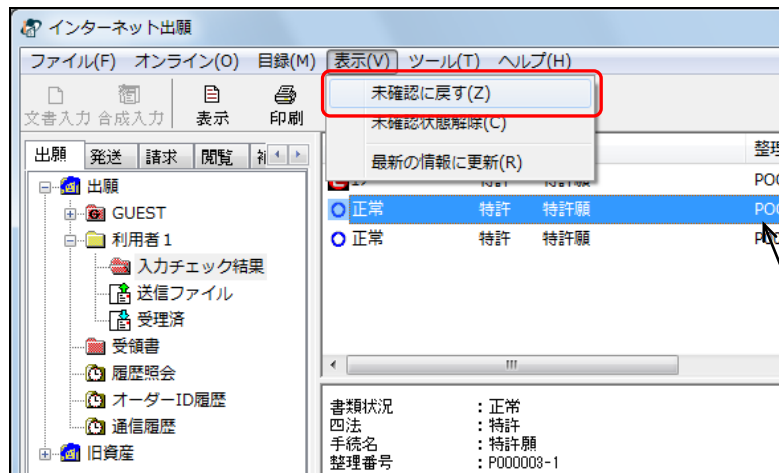 インターネット出願
ファイル(F) オンライン(O) 目録(M) 表示(V) ツール(T) ヘルプ(H)
未確認に戻す(Z)
未確認状態解除(C)
最新の情報に更新(R)
文書入力 合成入力 表示 印刷
出願 発送 請求 閲覧
整理
特許 特許願 P00
正常 特許 特許願 P00
正常 特許 特許願 P00
出願
GUEST
利用者1
入力チェック結果
送信ファイル
受理済
受領書
履歴照会
オーダーID履歴
通信履歴
旧資産
書類状況 :正常
四法 :特許
手続名 :特許願
整理番号 :P000003-1